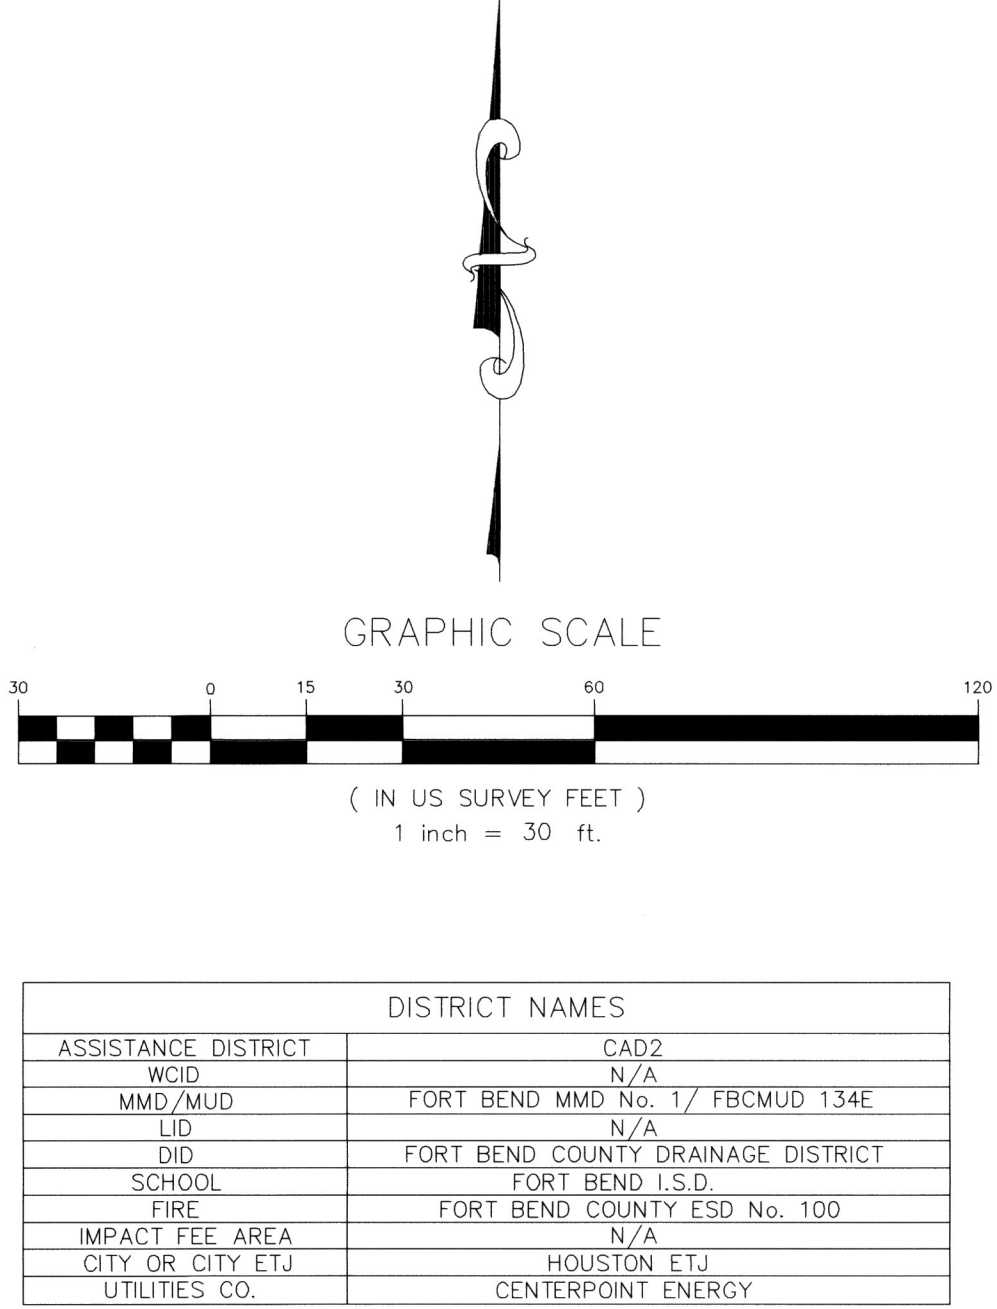 GRAPHIC SCALE
30 0 15 30 60 120
( IN US SURVEY FEET )
1 inch = 30 ft.
DISTRICT NAMES
ASSISTANCE DISTRICT CAD2
WCID N/A
MMD/MUD FORT BEND MMD No. 1/ FBCMUD 134E
LID N/A
DID FORT BEND COUNTY DRAINAGE DISTRICT
SCHOOL FORT BEND I.S.D.
FIRE FORT BEND COUNTY ESD No. 100
IMPACT FEE AREA N/A
CITY OR CITY ETJ HOUSTON ETJ
UTILITIES CO. CENTERPOINT ENERGY